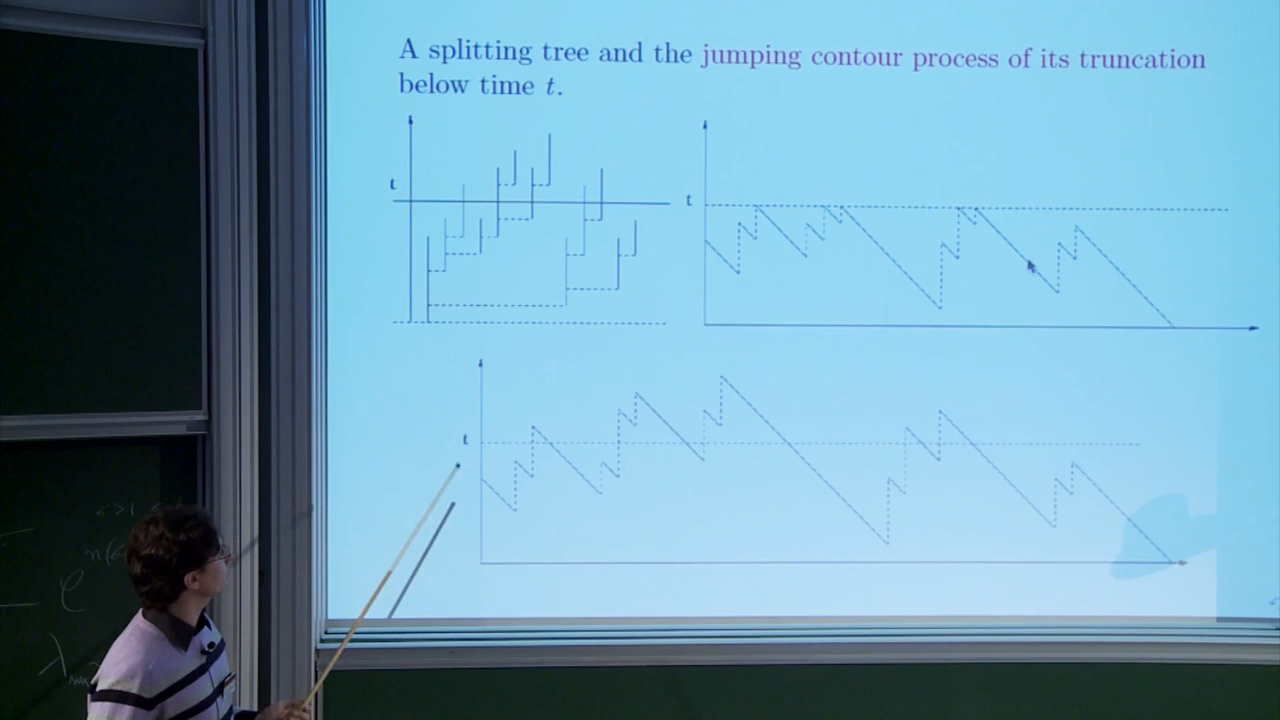 A splitting tree and the jumping contour process of its truncation
below time t.
t
t
t
e
λ